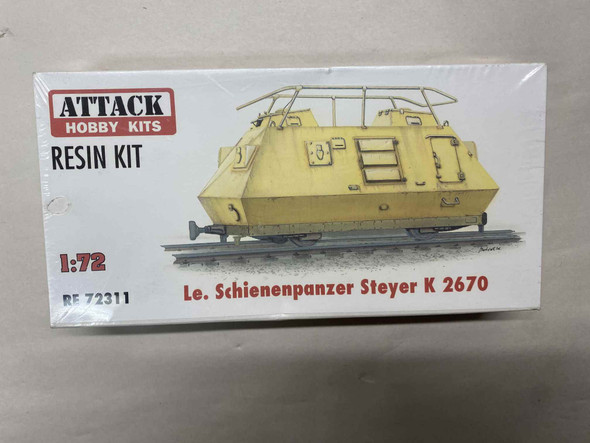 ATTACK
HOBBY KITS
RESIN KIT
1:72
RE 72311
Le. Schienenpanzer Steyer K 2670